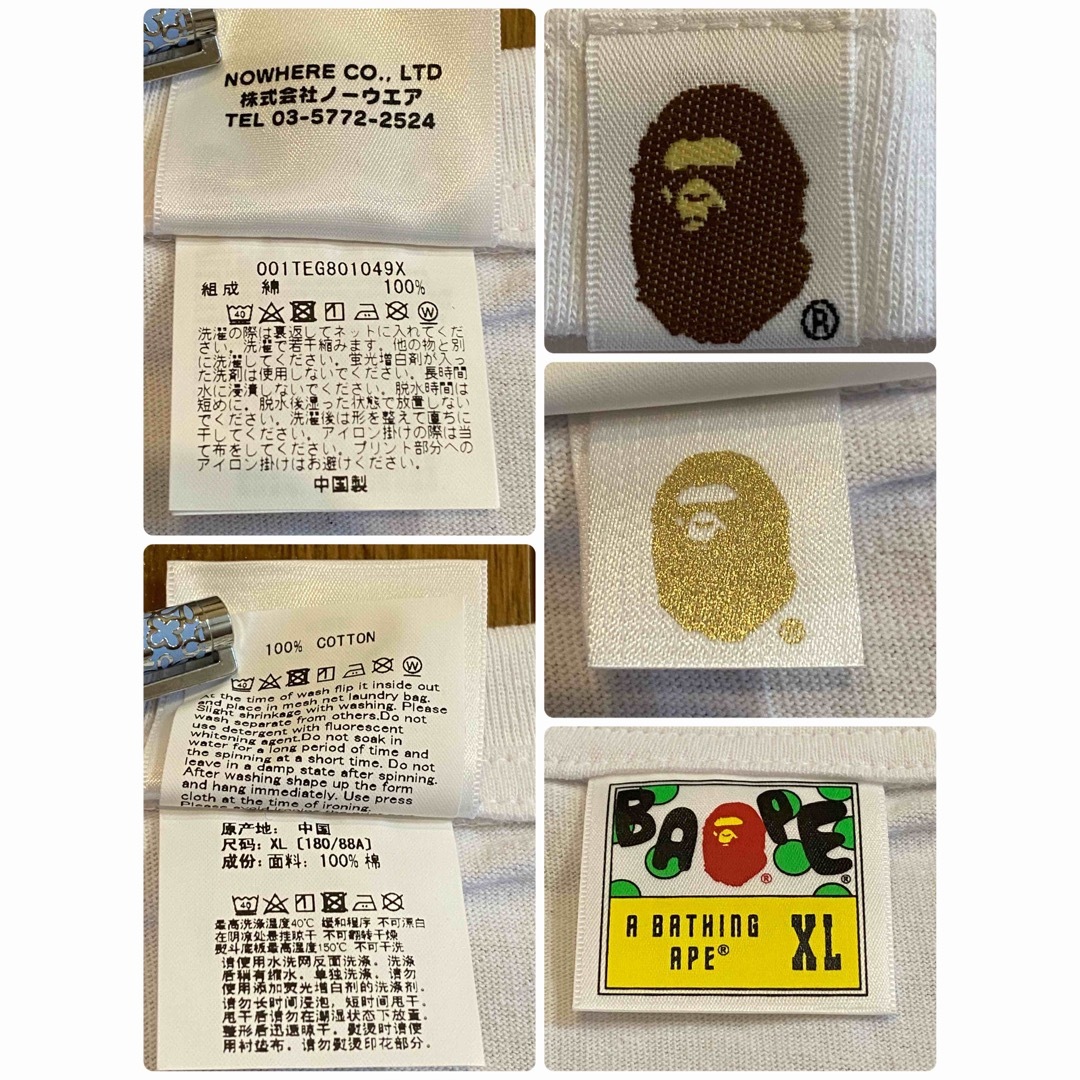 NOWHERE CO., LTD
株式会社ノーウエア
TEL 03-5772-2524
001TEG801049X
組成 綿 100%
40 W
洗濯の際は裏返してネットに入れてくだ
さい。洗濯で若干縮みます。他の物と別
に洗濯してください。蛍光増白剤が入っ
た洗剤は使用しないでください。長時間
水に浸漬しないでください。脱水時間は
短めに。脱水後湿った状態で放置しない
でください。洗濯後は形を整えて直ちに
干してください。アイロン掛けの際は当
て布をしてください。プリント部分への
アイロン掛けはお避けください。
中国製
®
®
100% COTTON
40 W
At the time of wash flip it inside out
and place in mesh net laundry bag.
Slight shrinkage with washing. Please
wash separate from others.Do not
use detergent with fluorescent
whitening agent.Do not soak in
water for a long period of time and
the spinning at a short time. Do not
leave in a damp state after spinning.
After washing shape up the form
and hang immediately. Use press
cloth at the time of ironing.
原产地: 中国
尺码: XL [180/88A]
成份: 面料: 100% 棉
40
最高洗涤温度40℃ 缓和程序 不可漂白
在阴凉处悬挂晾干 不可翻转干燥
熨斗底板最高温度150℃ 不可干洗
请使用水洗网反面洗涤。洗涤
后稍有缩水。单独洗涤。请勿
使用添加荧光增白剂的洗涤剂。
请勿长时间浸泡，短时间甩干。
甩干后请勿在潮湿状态下放置。
整形后迅速晾干。熨烫时请使
用衬垫布。请勿熨烫印花部分。
BAPE ® ®
A BATHING
APE® XL